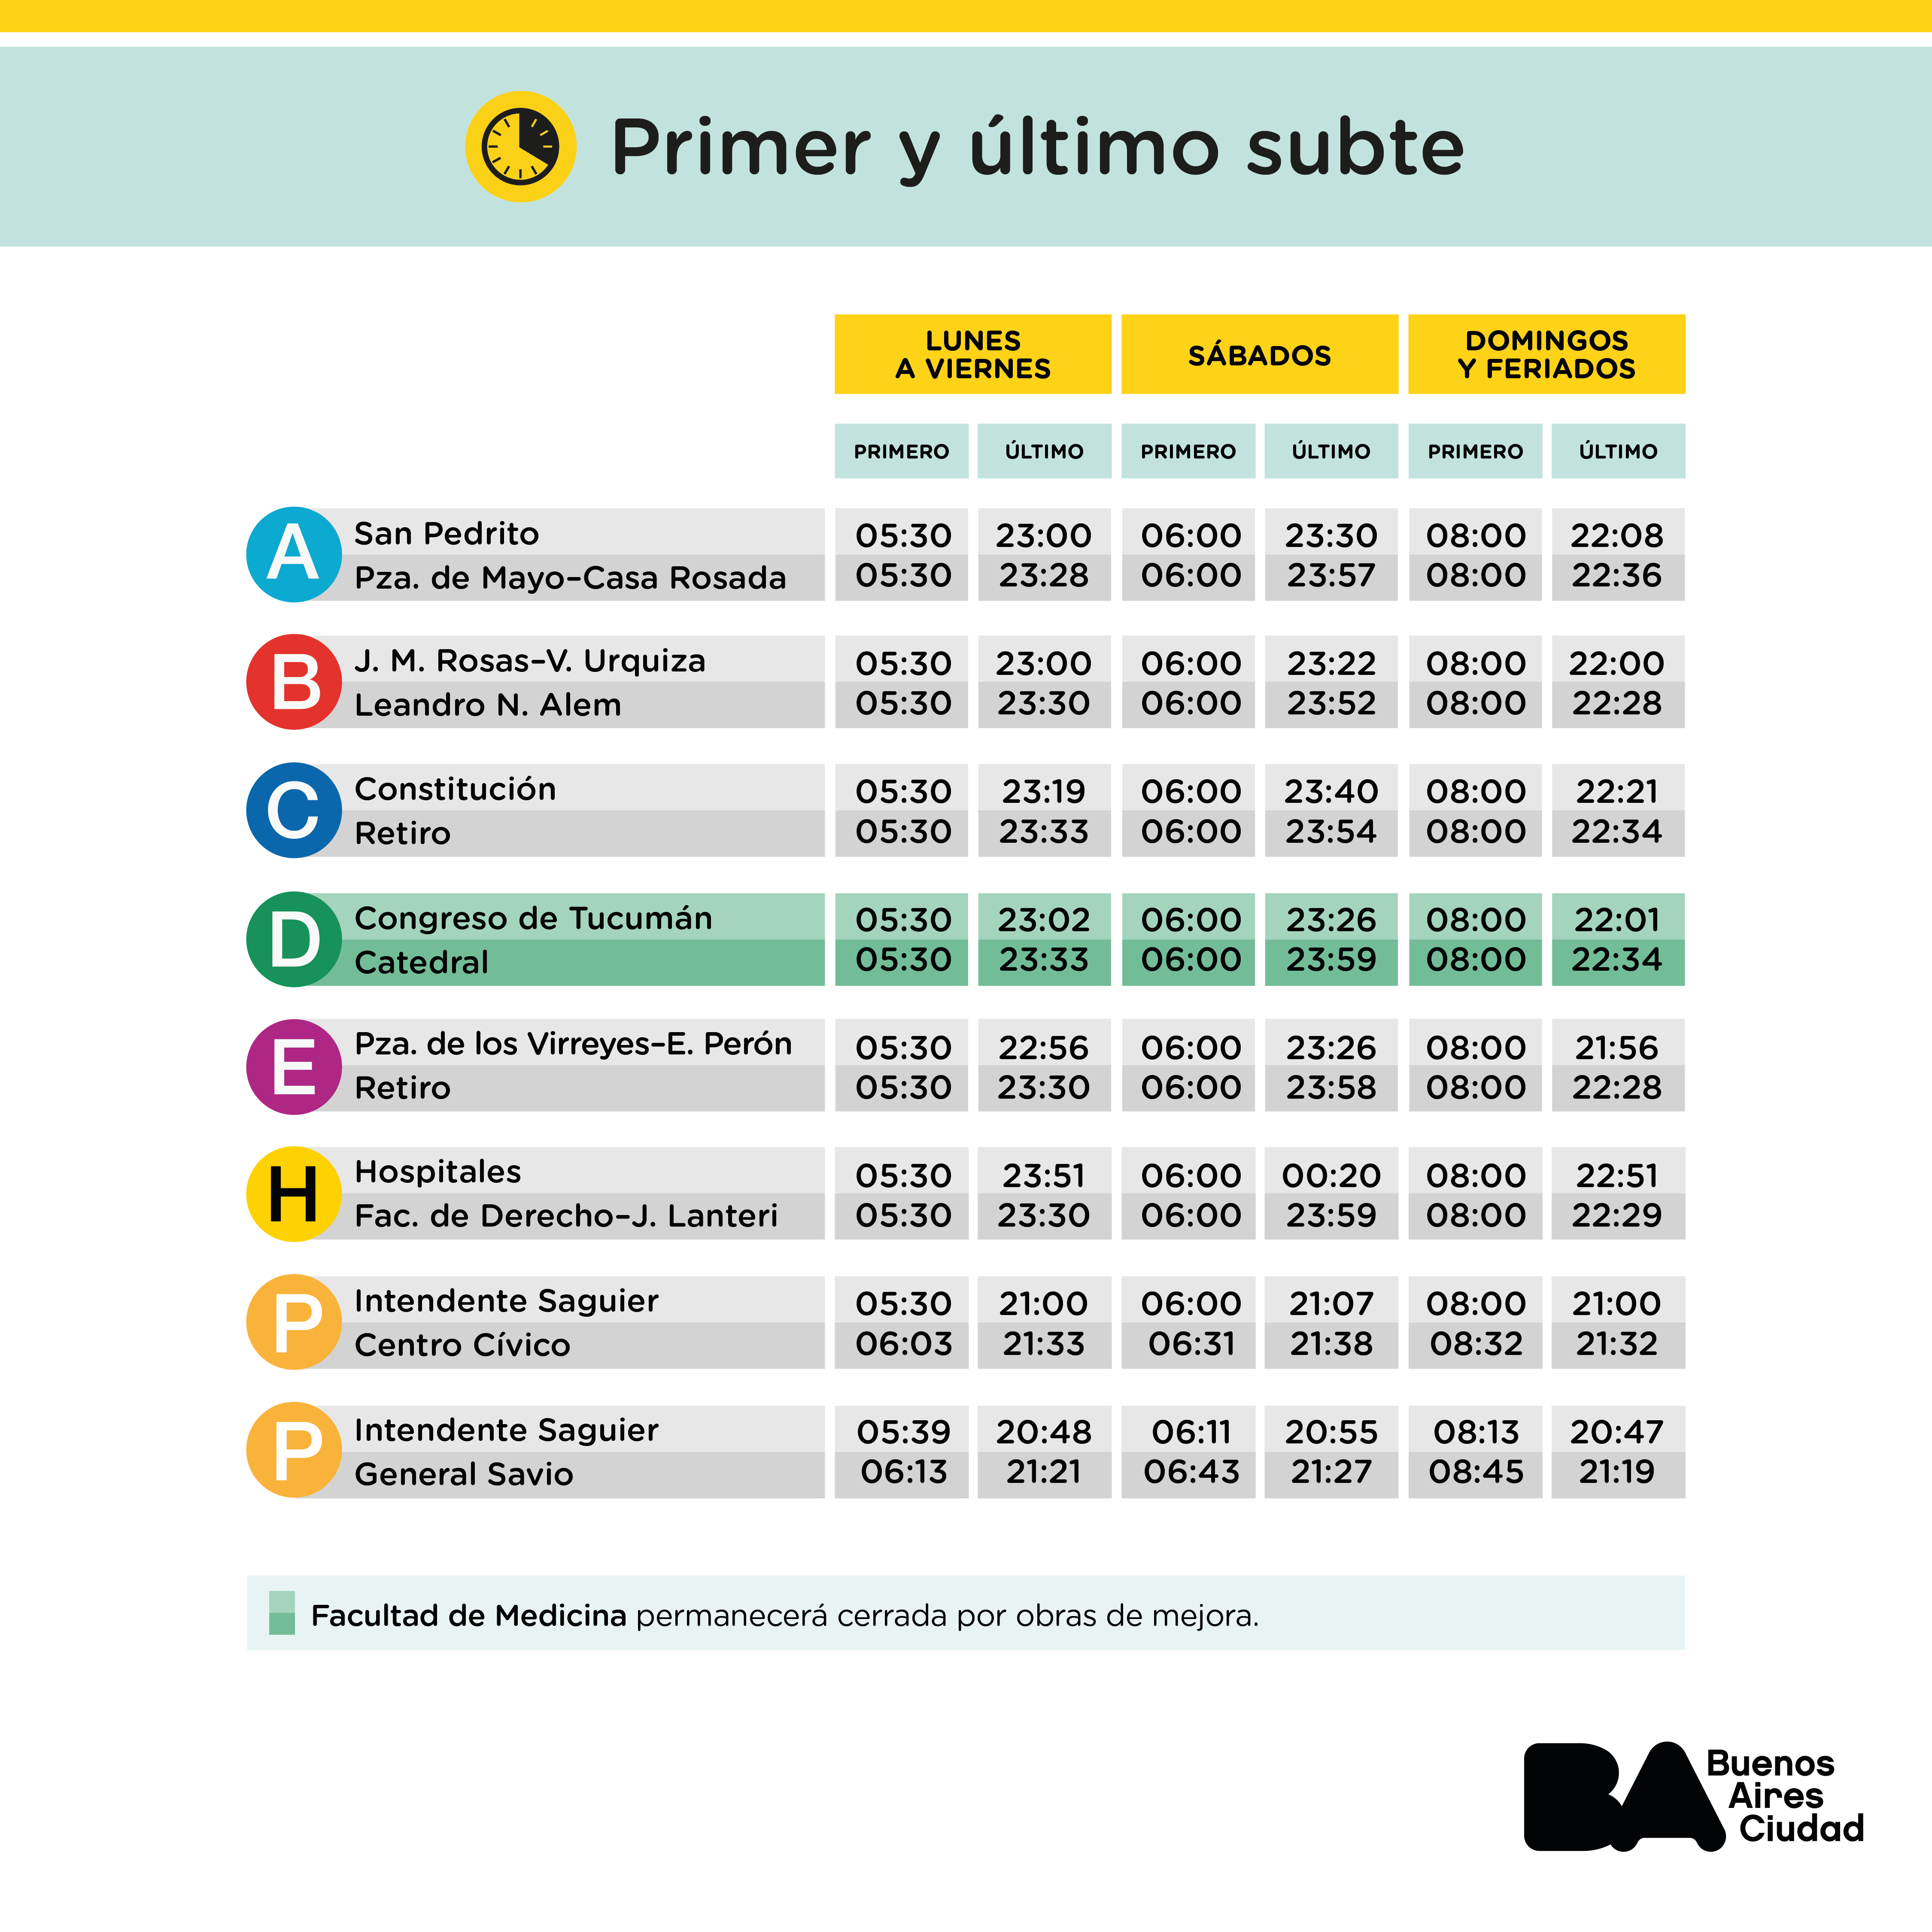 Primer y último subte
LUNES
A VIERNES
SÁBADOS
DOMINGOS
Y FERIADOS
PRIMERO ÚLTIMO PRIMERO ÚLTIMO PRIMERO ÚLTIMO
A
San Pedrito 05:30 23:00 06:00 23:30 08:00 22:08
Pza. de Mayo–Casa Rosada 05:30 23:28 06:00 23:57 08:00 22:36
B
J. M. Rosas–V. Urquiza 05:30 23:00 06:00 23:22 08:00 22:00
Leandro N. Alem 05:30 23:30 06:00 23:52 08:00 22:28
C
Constitución 05:30 23:19 06:00 23:40 08:00 22:21
Retiro 05:30 23:33 06:00 23:54 08:00 22:34
D
Congreso de Tucumán 05:30 23:02 06:00 23:26 08:00 22:01
Catedral 05:30 23:33 06:00 23:59 08:00 22:34
E
Pza. de los Virreyes–E. Perón 05:30 22:56 06:00 23:26 08:00 21:56
Retiro 05:30 23:30 06:00 23:58 08:00 22:28
H
Hospitales 05:30 23:51 06:00 00:20 08:00 22:51
Fac. de Derecho–J. Lanteri 05:30 23:30 06:00 23:59 08:00 22:29
P
Intendente Saguier 05:30 21:00 06:00 21:07 08:00 21:00
Centro Cívico 06:03 21:33 06:31 21:38 08:32 21:32
P
Intendente Saguier 05:39 20:48 06:11 20:55 08:13 20:47
General Savio 06:13 21:21 06:43 21:27 08:45 21:19
Facultad de Medicina permanecerá cerrada por obras de mejora.
BA
Buenos
Aires
Ciudad